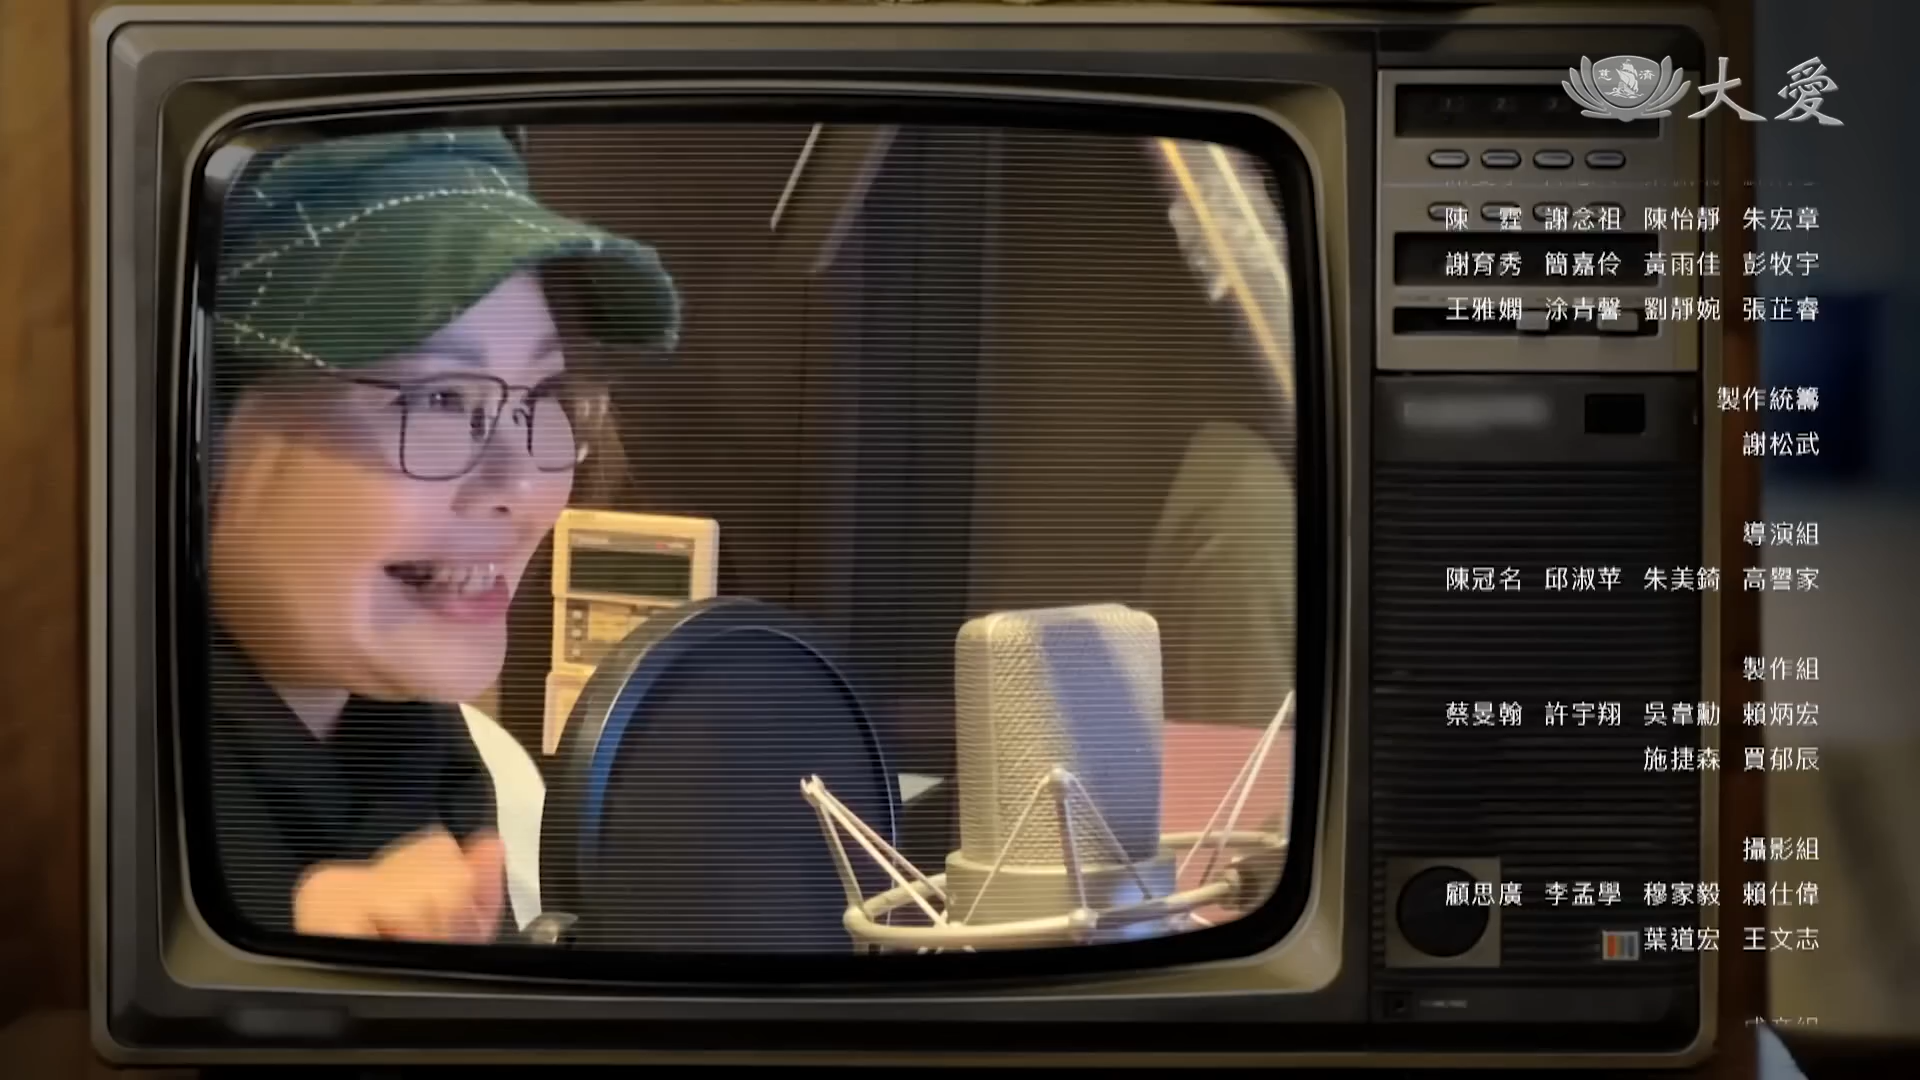 慈濟
大愛
陳　霆 謝念祖 陳怡靜 朱宏章
謝育秀 簡嘉伶 黃雨佳 彭牧宇
王雅嫻 涂青馨 劉靜婉 張芷睿
製作統籌
謝松武
導演組
陳冠名 邱淑苹 朱美錡 高譽家
製作組
蔡旻翰 許宇翔 吳韋勳 賴炳宏
施捷森 買郁辰
攝影組
顧思廣 李孟學 穆家毅 賴仕偉
葉道宏 王文志